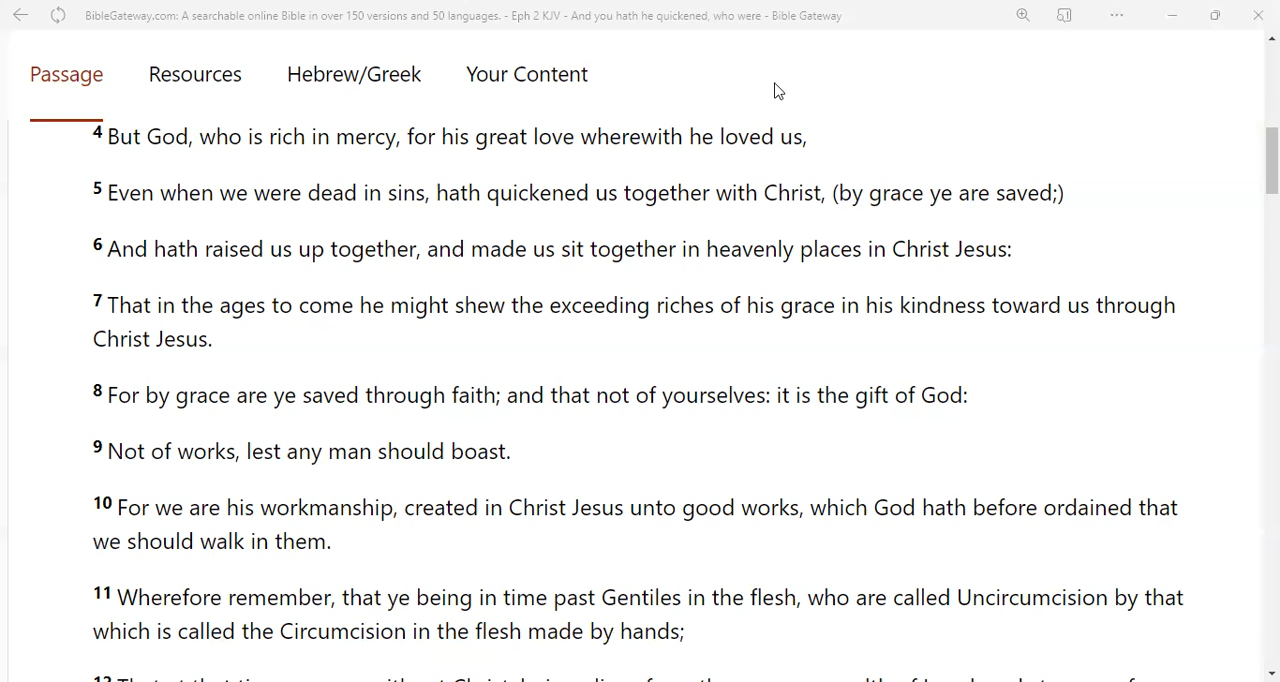 BibleGateway.com: A searchable online Bible in over 150 versions and 50 languages. - Eph 2 KJV - And you hath he quickened, who were - Bible Gateway
Passage Resources Hebrew/Greek Your Content
4 But God, who is rich in mercy, for his great love wherewith he loved us,
5 Even when we were dead in sins, hath quickened us together with Christ, (by grace ye are saved;)
6 And hath raised us up together, and made us sit together in heavenly places in Christ Jesus:
7 That in the ages to come he might shew the exceeding riches of his grace in his kindness toward us through
Christ Jesus.
8 For by grace are ye saved through faith; and that not of yourselves: it is the gift of God:
9 Not of works, lest any man should boast.
10 For we are his workmanship, created in Christ Jesus unto good works, which God hath before ordained that
we should walk in them.
11 Wherefore remember, that ye being in time past Gentiles in the flesh, who are called Uncircumcision by that
which is called the Circumcision in the flesh made by hands;